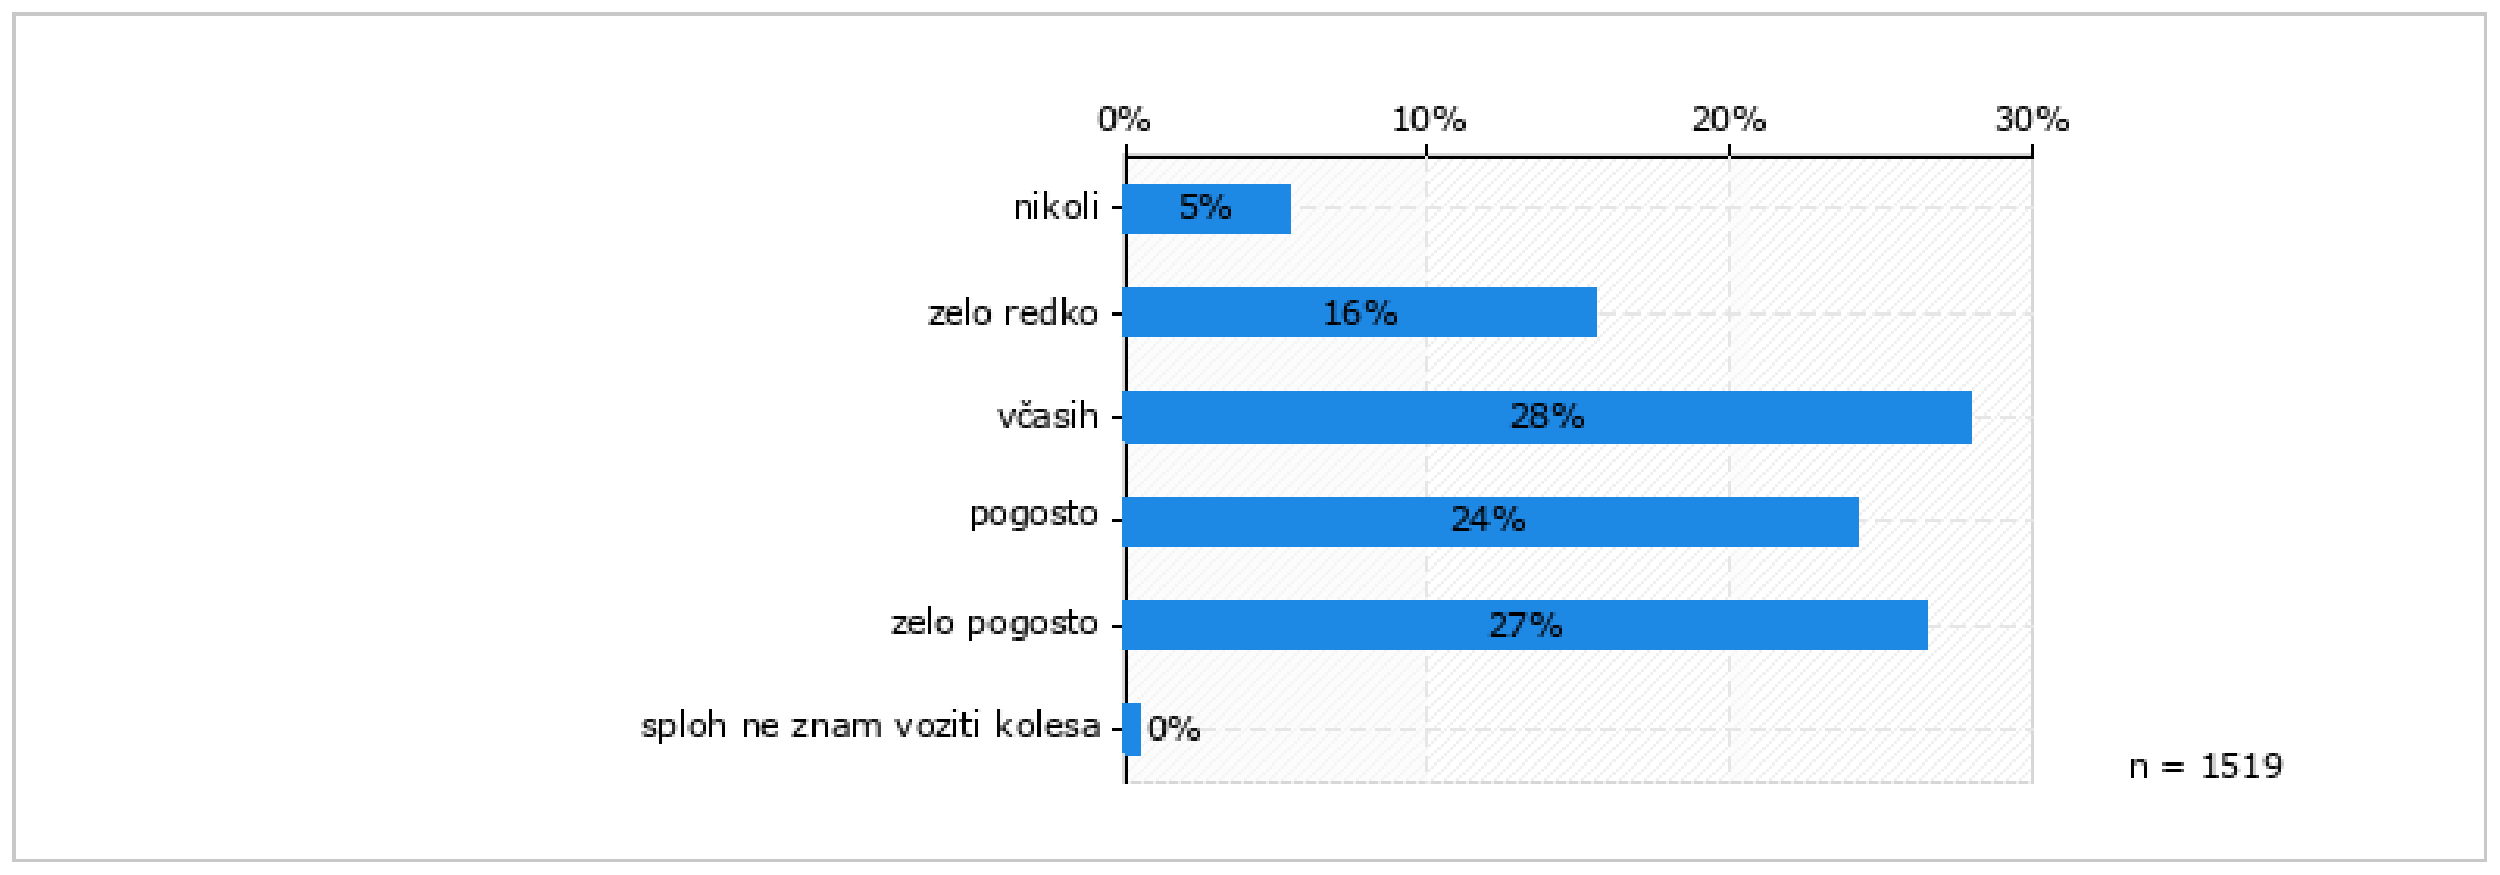 0% 10% 20% 30%
nikoli 5%
zelo redko 16%
včasih 28%
pogosto 24%
zelo pogosto 27%
sploh ne znam voziti kolesa 0%
n = 1519